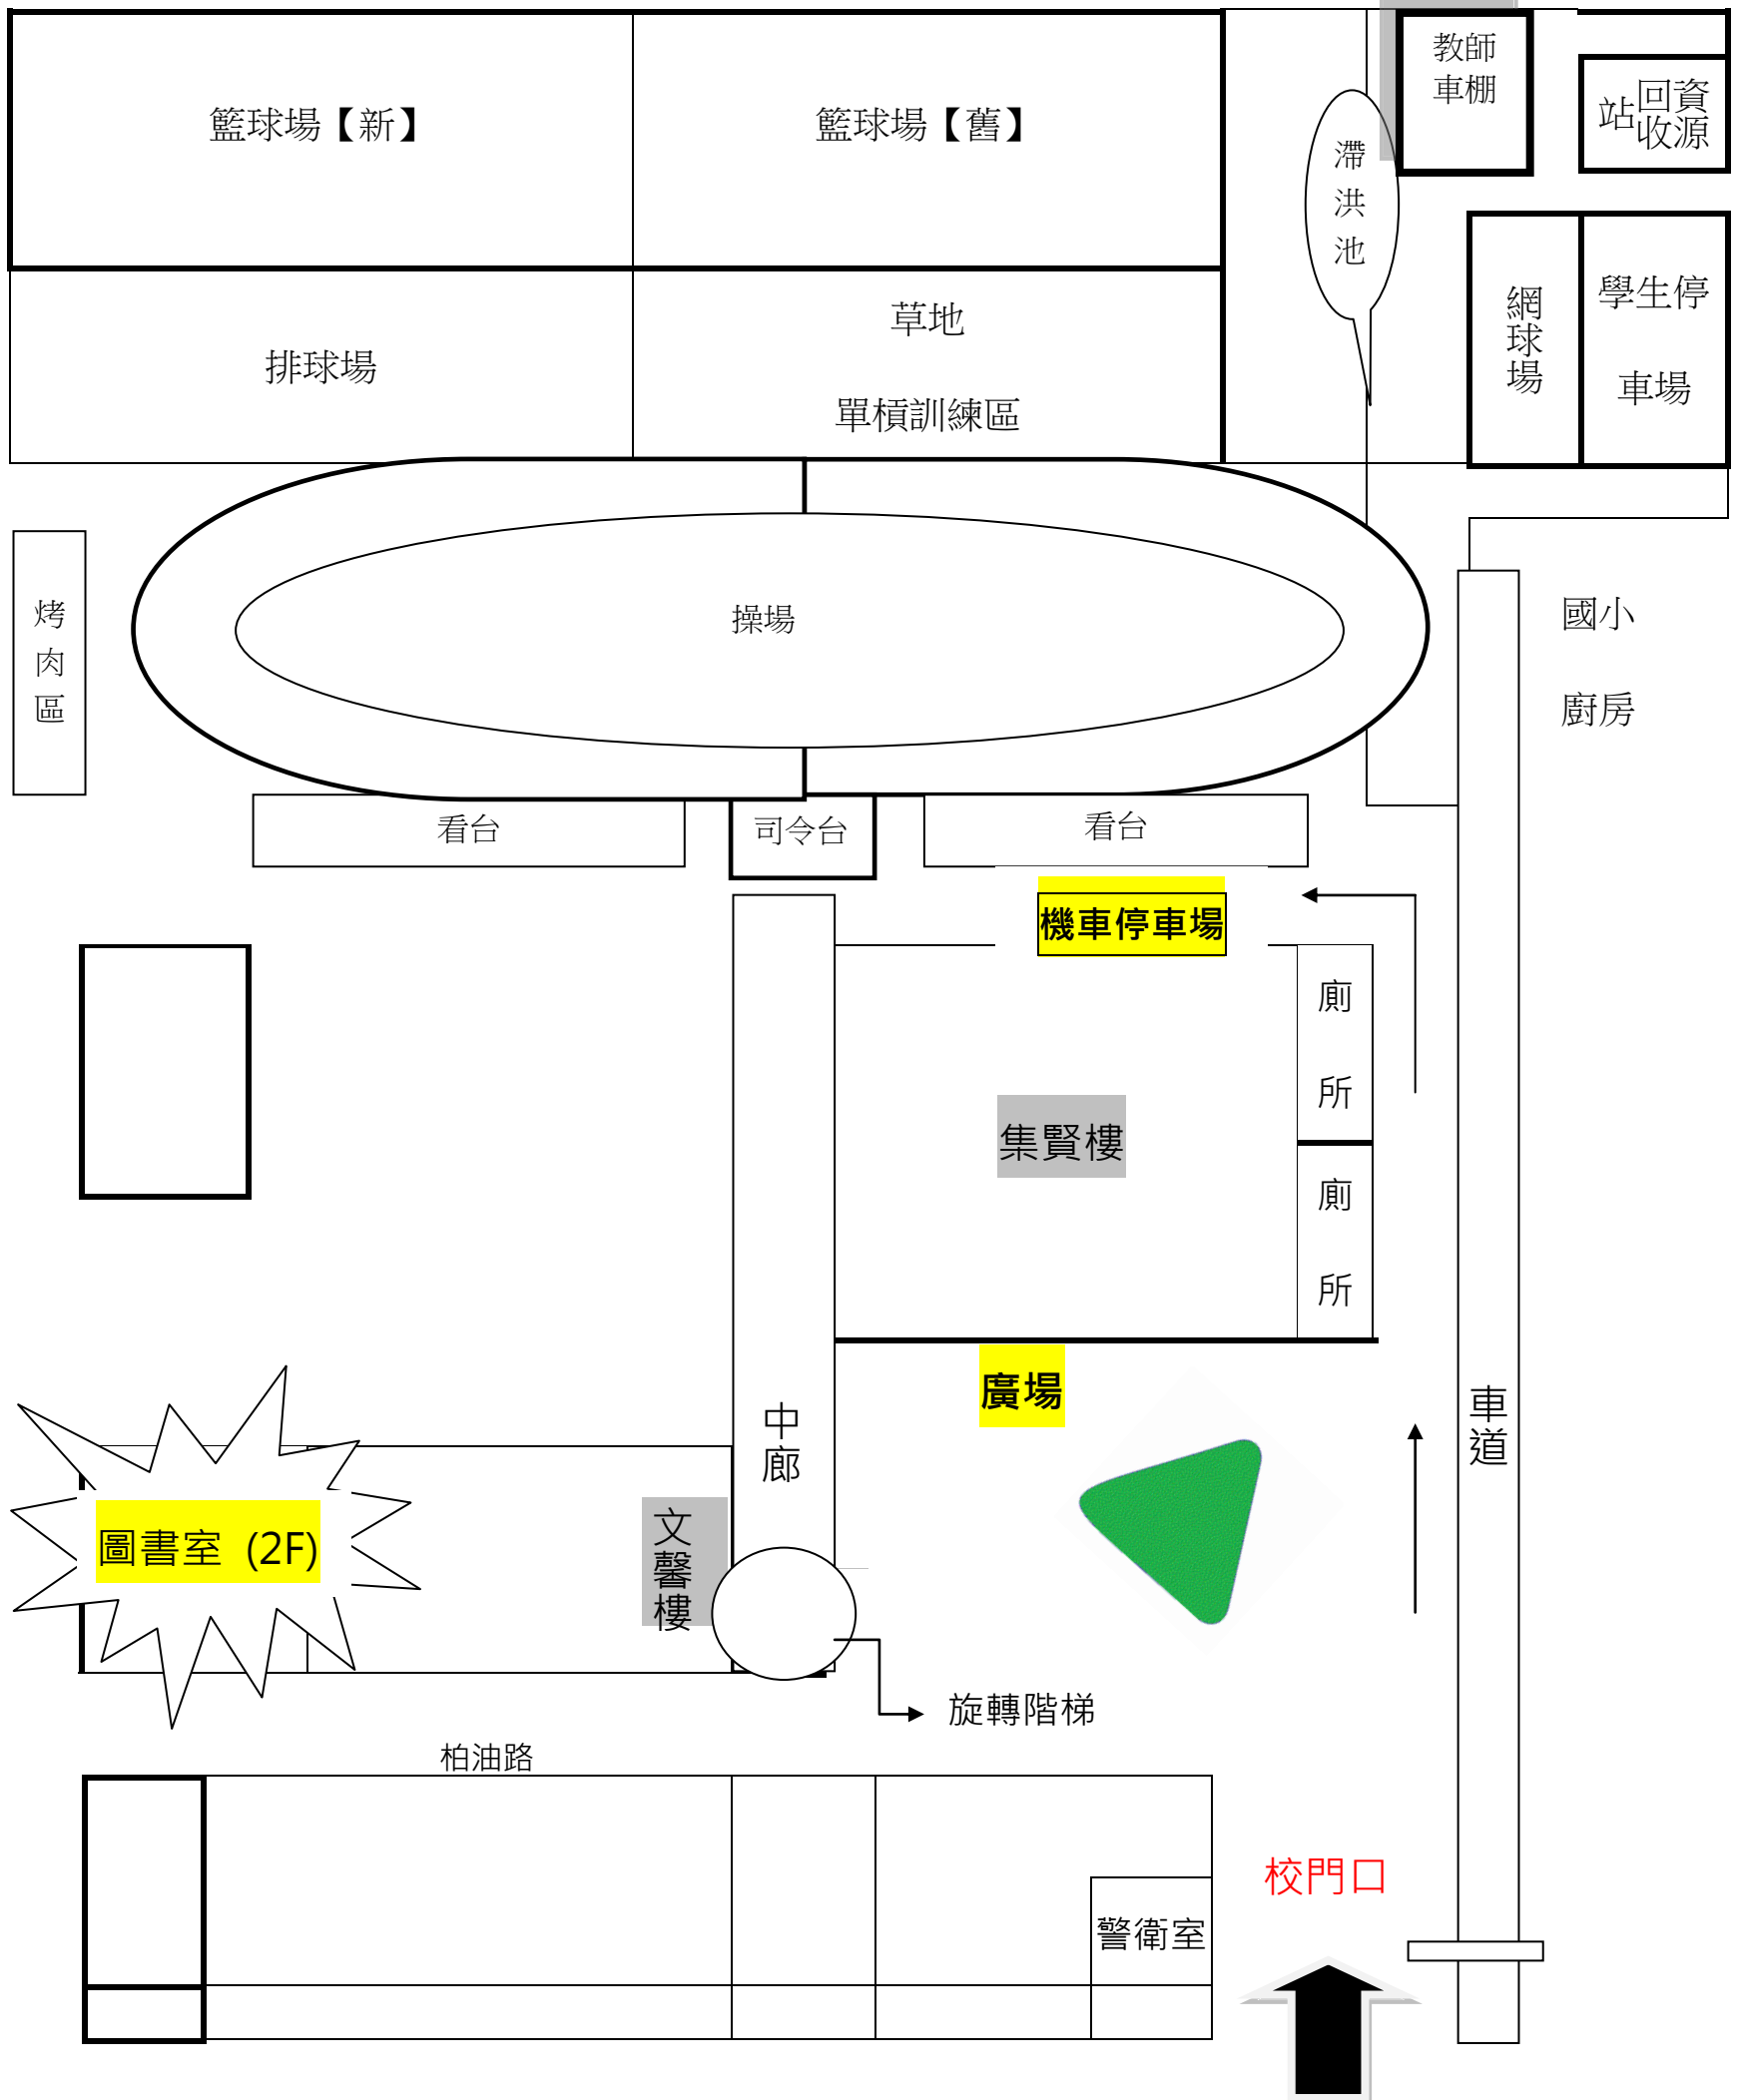 籃球場【新】
籃球場【舊】
教師
車棚
資源
回收
站
滯
洪
池
排球場
草地
單槓訓練區
網球場
學生停
車場
烤
肉
區
操場
國小
廚房
看台
司令台
看台
機車停車場
廁
所
集賢樓
廁
所
廣場
中廊
車道
圖書室 (2F)
文馨樓
旋轉階梯
柏油路
校門口
警衛室